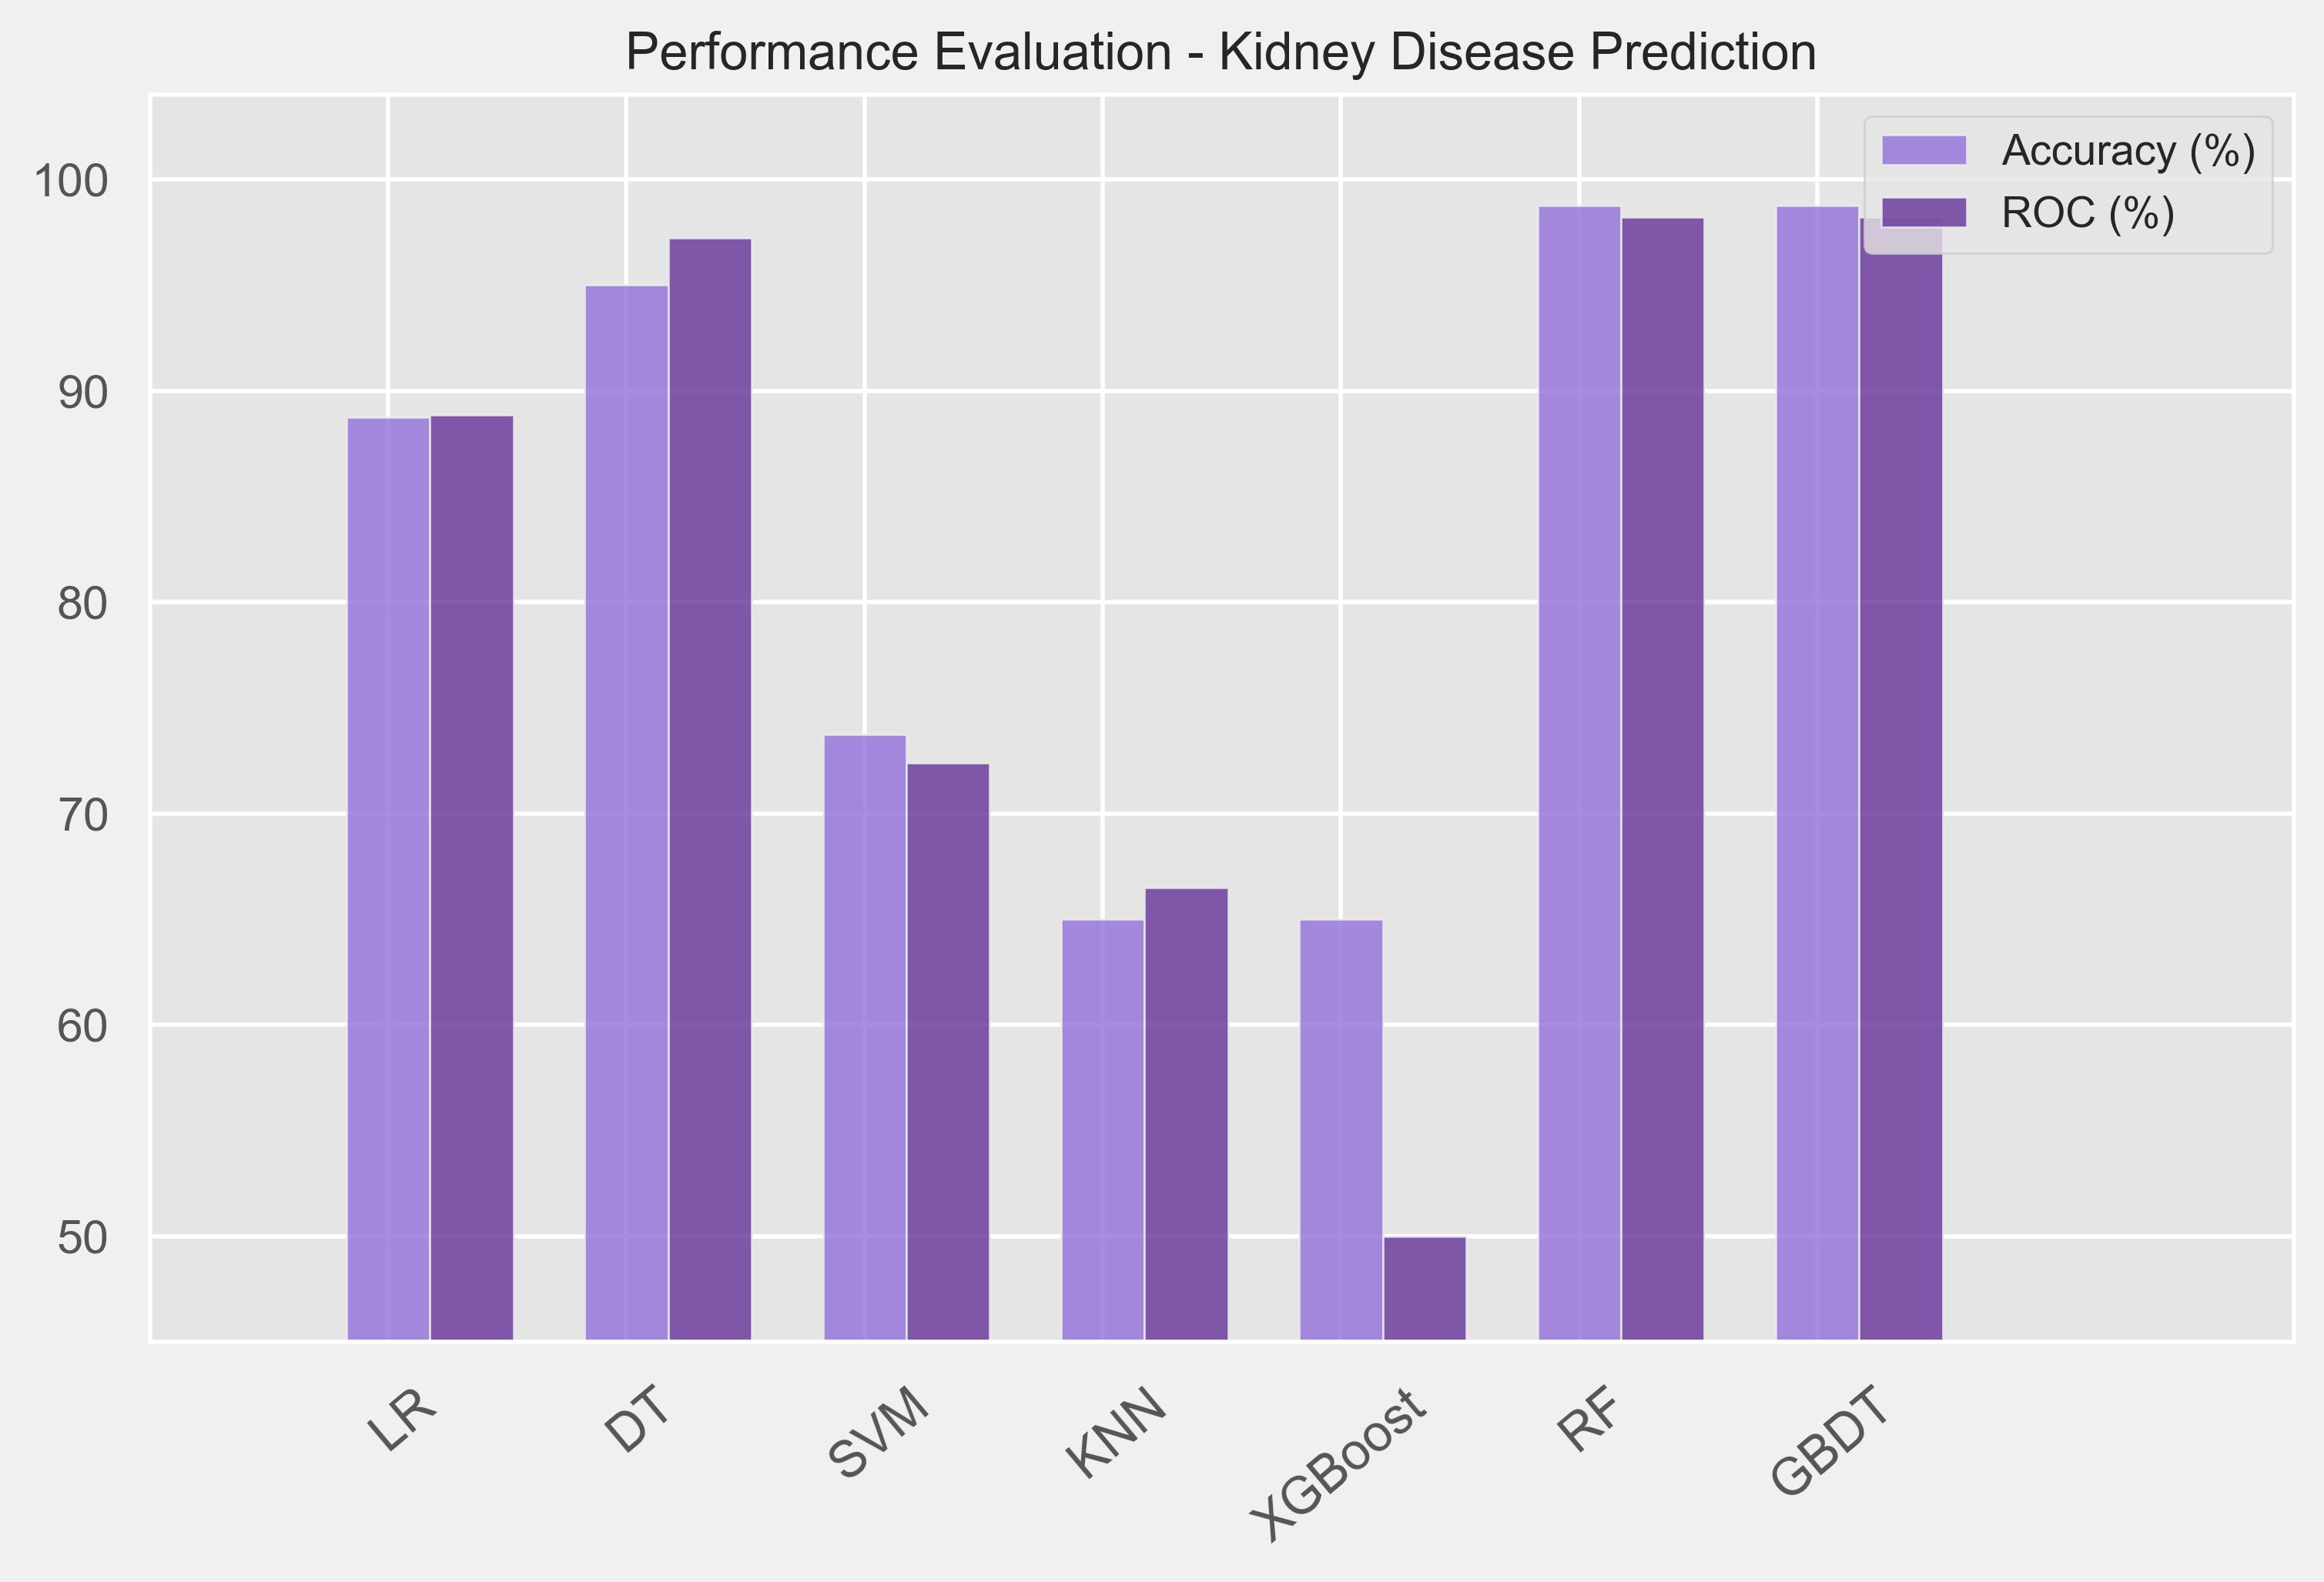 Performance Evaluation - Kidney Disease Prediction
Accuracy (%)
ROC (%)
100
90
80
70
60
50
LR
DT
SVM
KNN
XGBoost
RF
GBDT